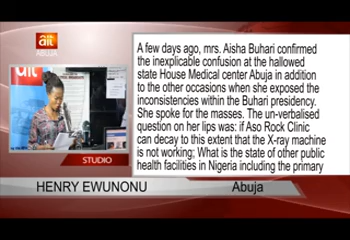 ait
ABUJA
ait
A few days ago, mrs. Aisha Buhari confirmed
the inexplicable confusion at the hallowed
state House Medical center Abuja in addition
to the other occasions when she exposed the
inconsistencies within the Buhari presidency.
She spoke for the masses. The un-verbalised
question on her lips was: if Aso Rock Clinic
can decay to this extent that the X-ray machine
is not working; What is the state of other public
health facilities in Nigeria including the primary
STUDIO
HENRY EWUNONU Abuja